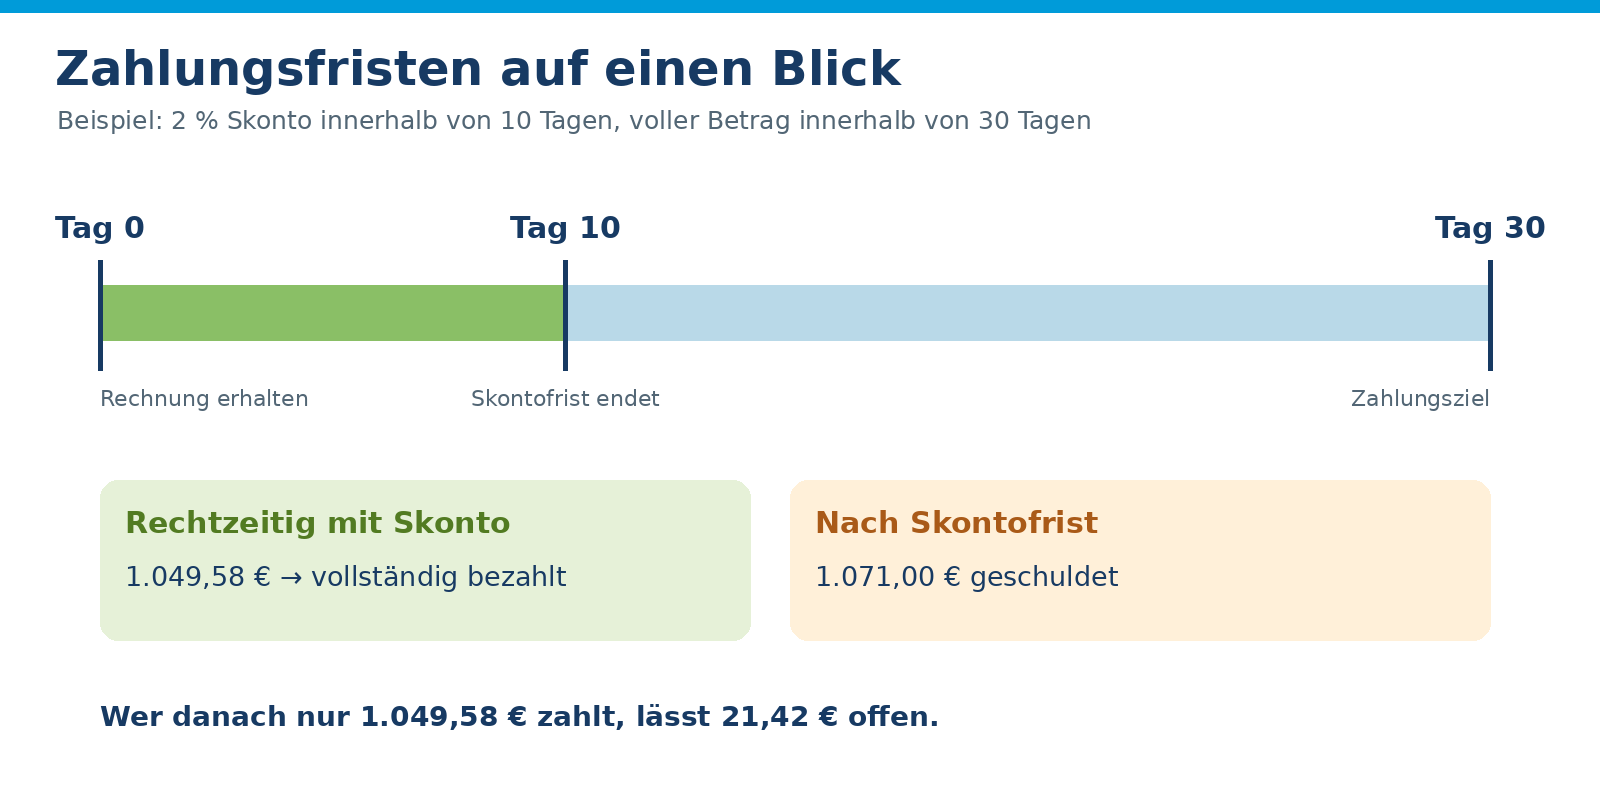 Zahlungsfristen auf einen Blick
Beispiel: 2 % Skonto innerhalb von 10 Tagen, voller Betrag innerhalb von 30 Tagen
Tag 0
Tag 10
Tag 30
Rechnung erhalten
Skontofrist endet
Zahlungsziel
Rechtzeitig mit Skonto
1.049,58 € → vollständig bezahlt
Nach Skontofrist
1.071,00 € geschuldet
Wer danach nur 1.049,58 € zahlt, lässt 21,42 € offen.